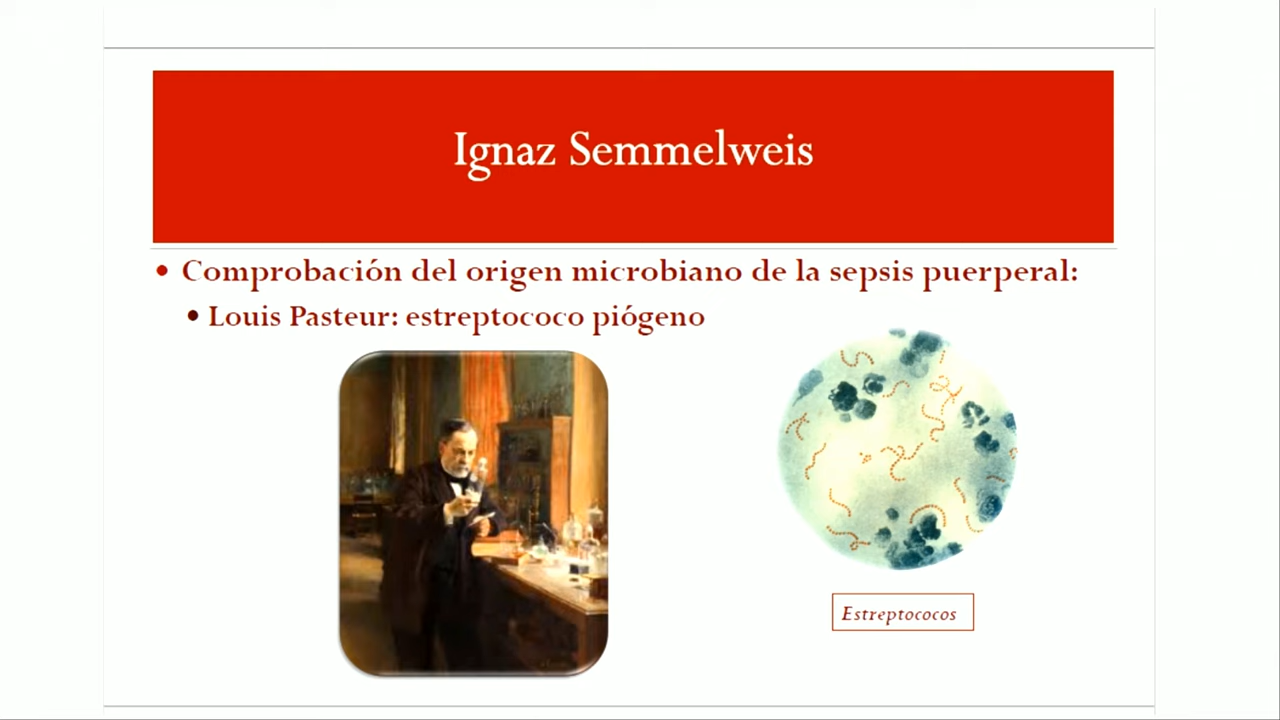 Ignaz Semmelweis
• Comprobación del origen microbiano de la sepsis puerperal:
• Louis Pasteur: estreptococo piógeno
Estreptococos